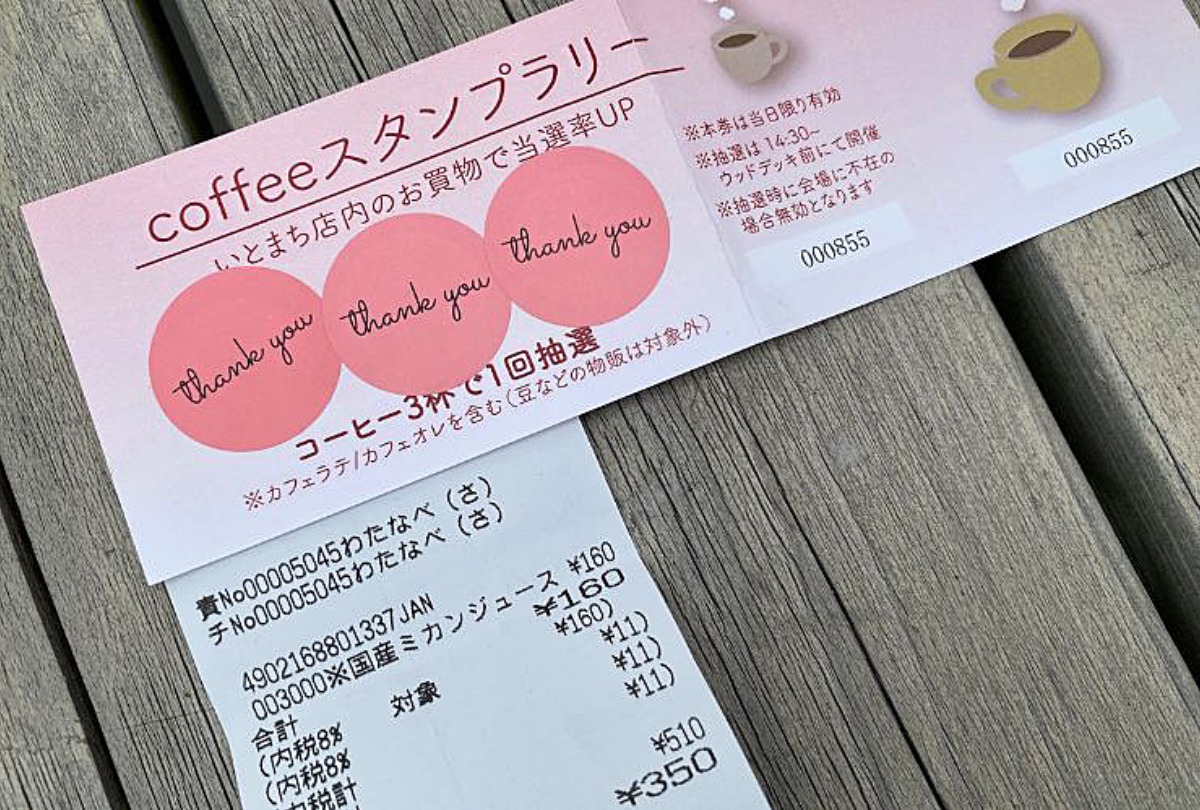 coffeeスタンプラリー
いとまち店内のお買物で当選率UP
thank you
thank you
thank you
コーヒー3杯で1回抽選
※カフェラテ/カフェオレを含む(豆などの物販は対象外)
※本券は当日限り有効
※抽選は 14:30~
ウッドデッキ前にて開催
※抽選時に会場に不在の
場合無効となります
000855
000855
責No00005045わたなべ(さ)
チNo00005045わたなべ(さ)
4902168801337JAN
003000※国産ミカンジュース ¥160
合計 ¥160
(内税8% 対象 ¥160)
(内税8% ¥11)
内税計 ¥11)
¥11)
¥510
¥350